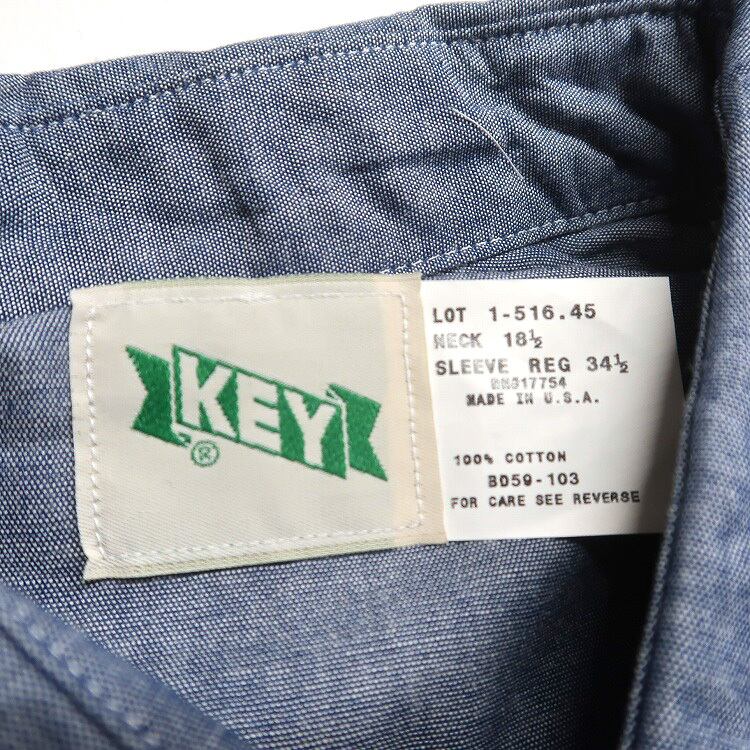 KEY
®
LOT 1-516.45
NECK 18½
SLEEVE REG 34½
RN317754
MADE IN U.S.A.
100% COTTON
BD59-103
FOR CARE SEE REVERSE